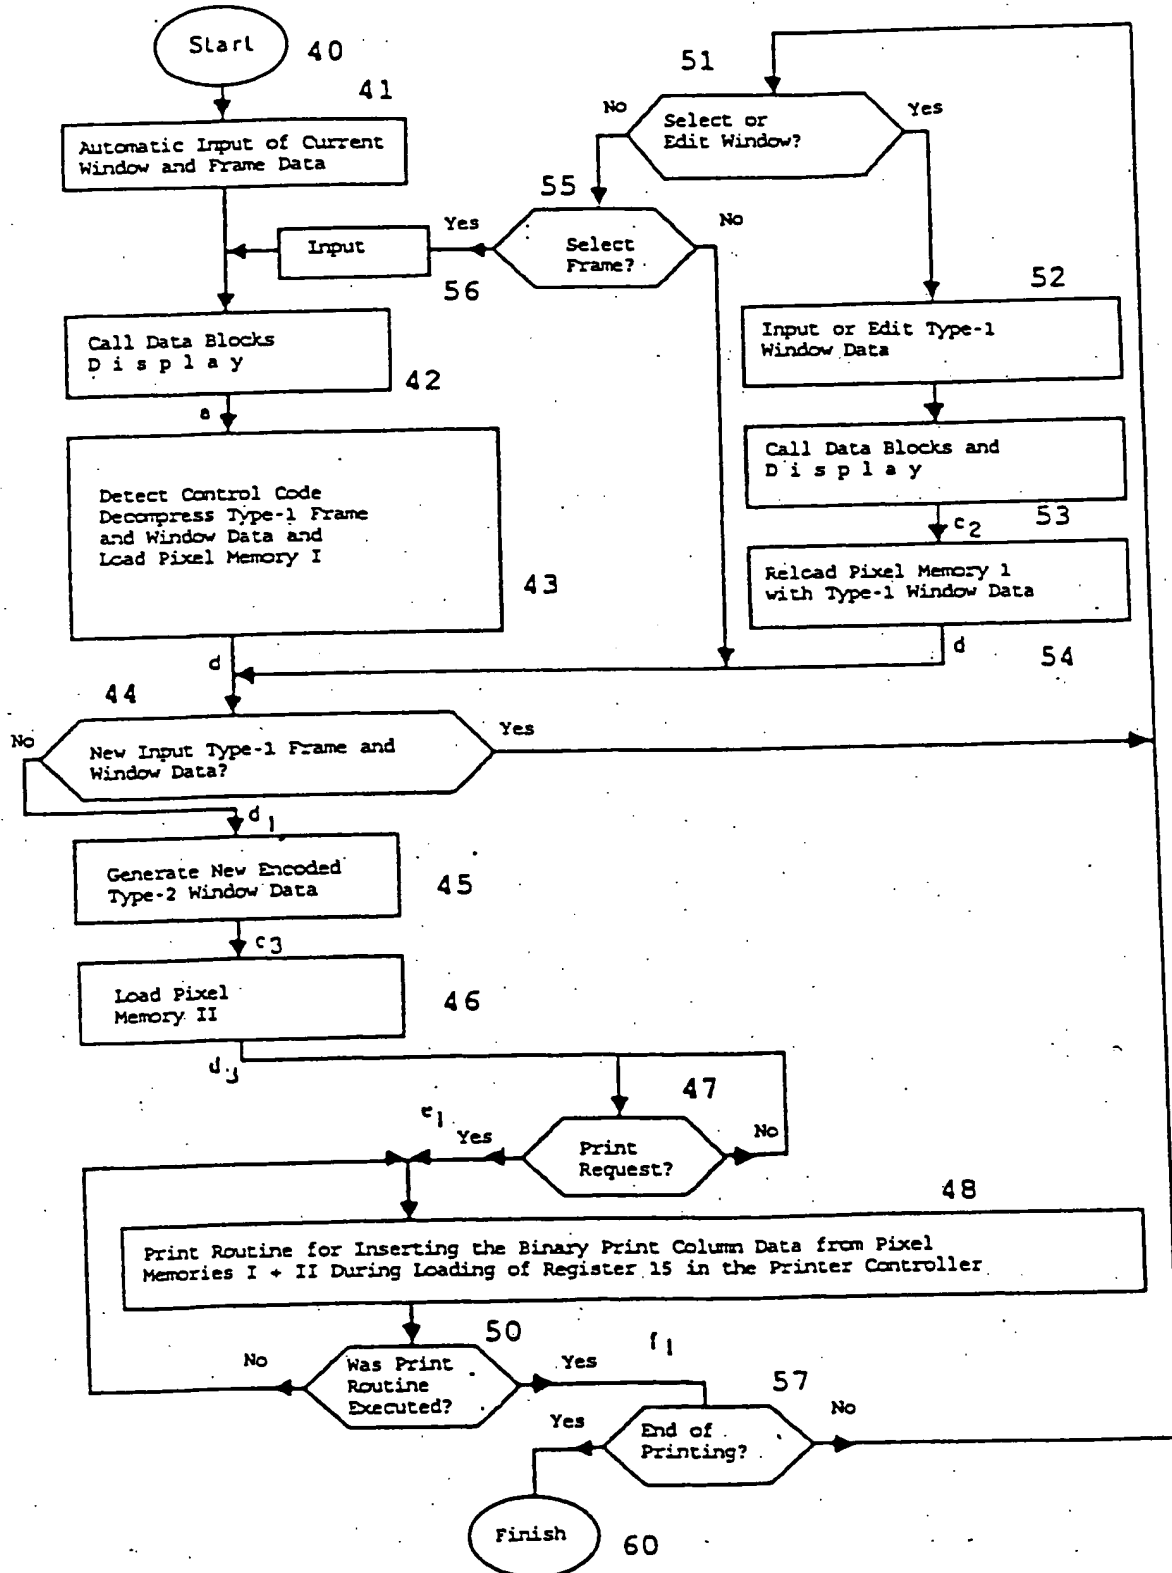 Start
40
41
Automatic Input of Current
Window and Frame Data
51
No
Select or
Edit Window?
Yes
55
Yes
Select
Frame?
No
Input
56
52
Input or Edit Type-1
Window Data
Call Data Blocks
D i s p l a y
42
a
Call Data Blocks and
D i s p l a y
53
c2
Detect Control Code
Decompress Type-1 Frame
and Window Data and
Load Pixel Memory I
43
Reload Pixel Memory 1
with Type-1 Window Data
d
54
d
44
No
New Input Type-1 Frame and
Window Data?
Yes
d1
Generate New Encoded
Type-2 Window Data
45
c3
Load Pixel
Memory II
46
d3
47
e1
Yes
Print
Request?
No
48
Print Routine for Inserting the Binary Print Column Data from Pixel
Memories I + II During Loading of Register 15 in the Printer Controller
50
No
Was Print
Routine
Executed?
Yes
f1
57
Yes
End of
Printing?
No
Finish
60